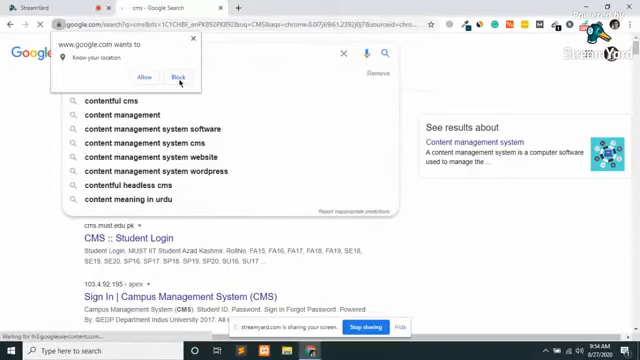 StreamYard
cms - Google Search
Powered by
StreamYard
www.google.com wants to
Know your location
Allow
Block
Remove
contentful cms
content management
content management system software
content management system cms
content management system website
content management system wordpress
contentful headless cms
content meaning in urdu
Report inappropriate predictions
See results about
Content management system
A content management system is a computer software
used to manage the ...
cms.must.edu.pk
CMS :: Student Login
Student Login. MUST IIT Student Azad Kashmir. RollNo. FA15, FA16, FA17, FA18, FA19, SE18,
SE19, SE20, SP16, SP17, SP18, SP19, SP20, SU16, SU17 ...
103.4.92.195 › apex
Sign In | Campus Management System (CMS)
Campus Management System (CMS). Student ID. Password. Sign In Forgot Password. Powered
By: @EDP Department Indus University 2017. All
streamyard.com is sharing your screen.
Stop sharing
Hide
Type here to search
9:54 AM
8/27/2020